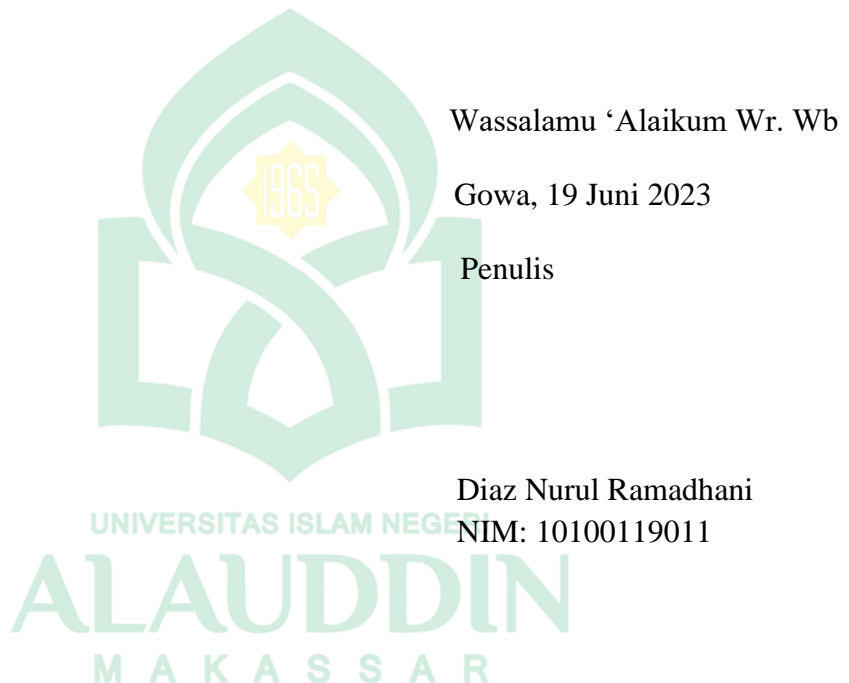 Wassalamu ‘Alaikum Wr. Wb
1965
Gowa, 19 Juni 2023
Penulis
Diaz Nurul Ramadhani
NIM: 10100119011
UNIVERSITAS ISLAM NEGERI
ALAUDDIN
MAKASSAR